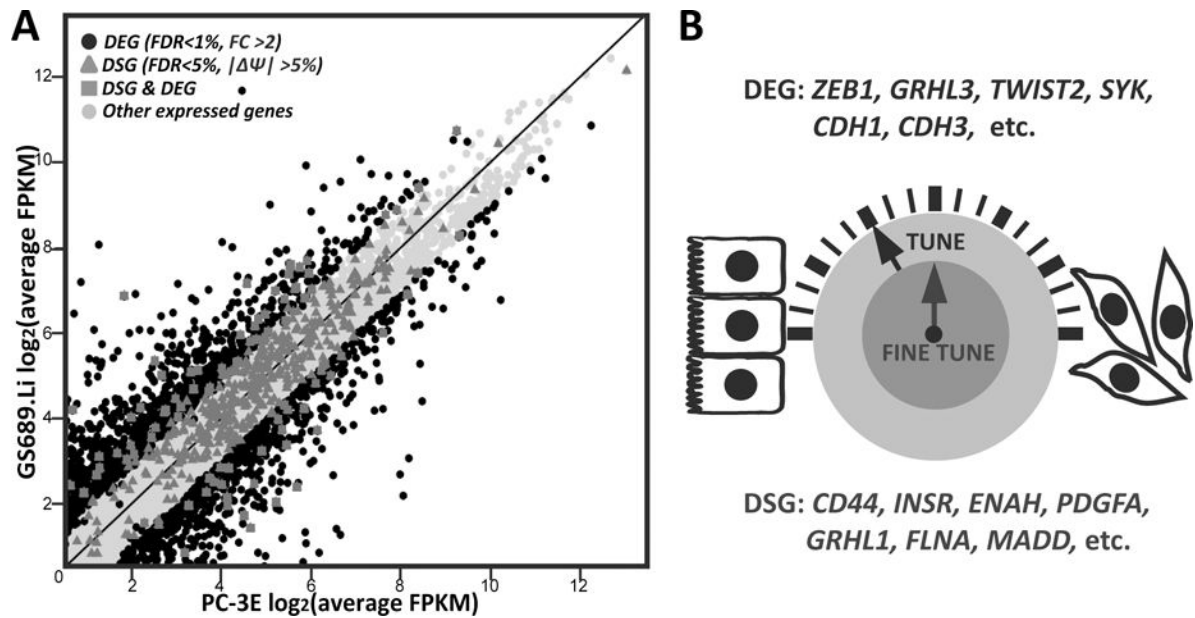 A
DEG (FDR<1%, FC >2)
DSG (FDR<5%, |ΔΨ| >5%)
DSG & DEG
Other expressed genes
GS689.Li log2(average FPKM)
12
10
8
6
4
2
0
2
4
6
8
10
12
PC-3E log2(average FPKM)
B
DEG: ZEB1, GRHL3, TWIST2, SYK,
CDH1, CDH3, etc.
TUNE
FINE TUNE
DSG: CD44, INSR, ENAH, PDGFA,
GRHL1, FLNA, MADD, etc.